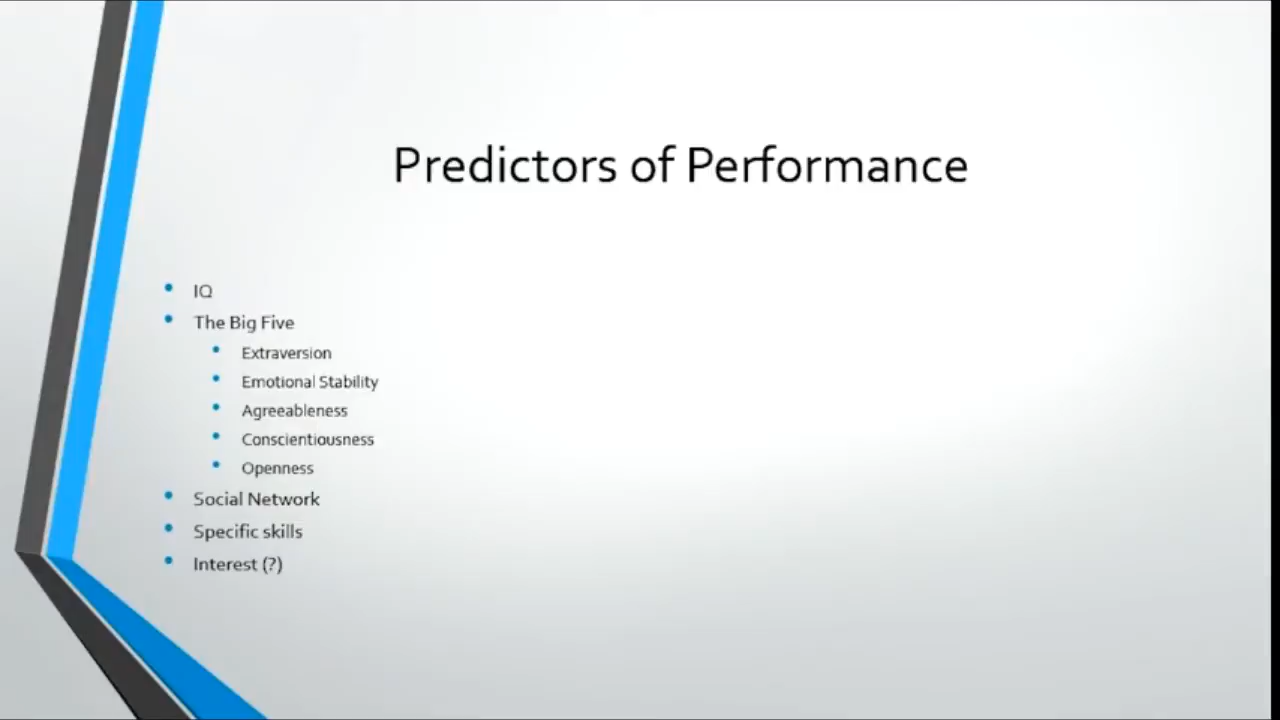 Predictors of Performance
IQ
The Big Five
Extraversion
Emotional Stability
Agreeableness
Conscientiousness
Openness
Social Network
Specific skills
Interest (?)